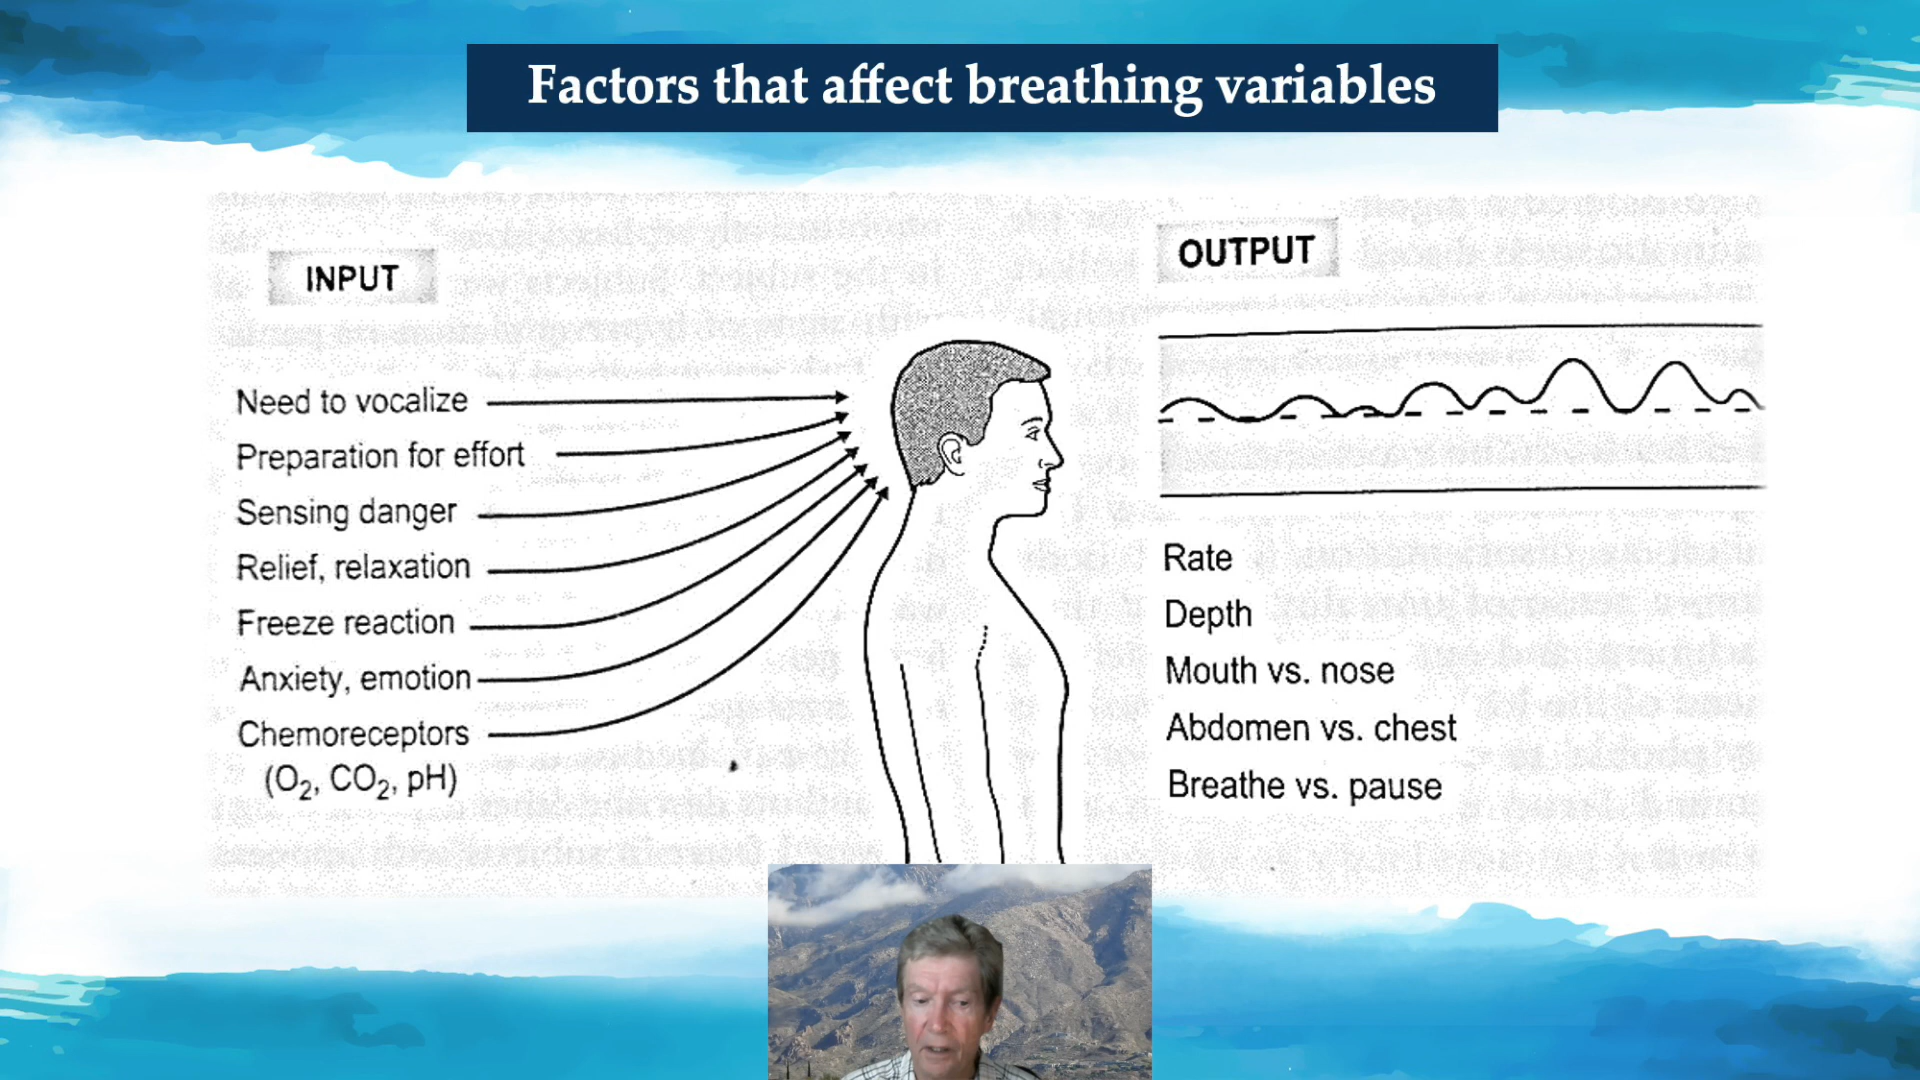 Factors that affect breathing variables
INPUT
Need to vocalize
Preparation for effort
Sensing danger
Relief, relaxation
Freeze reaction
Anxiety, emotion
Chemoreceptors
(O₂, CO₂, pH)
OUTPUT
Rate
Depth
Mouth vs. nose
Abdomen vs. chest
Breathe vs. pause